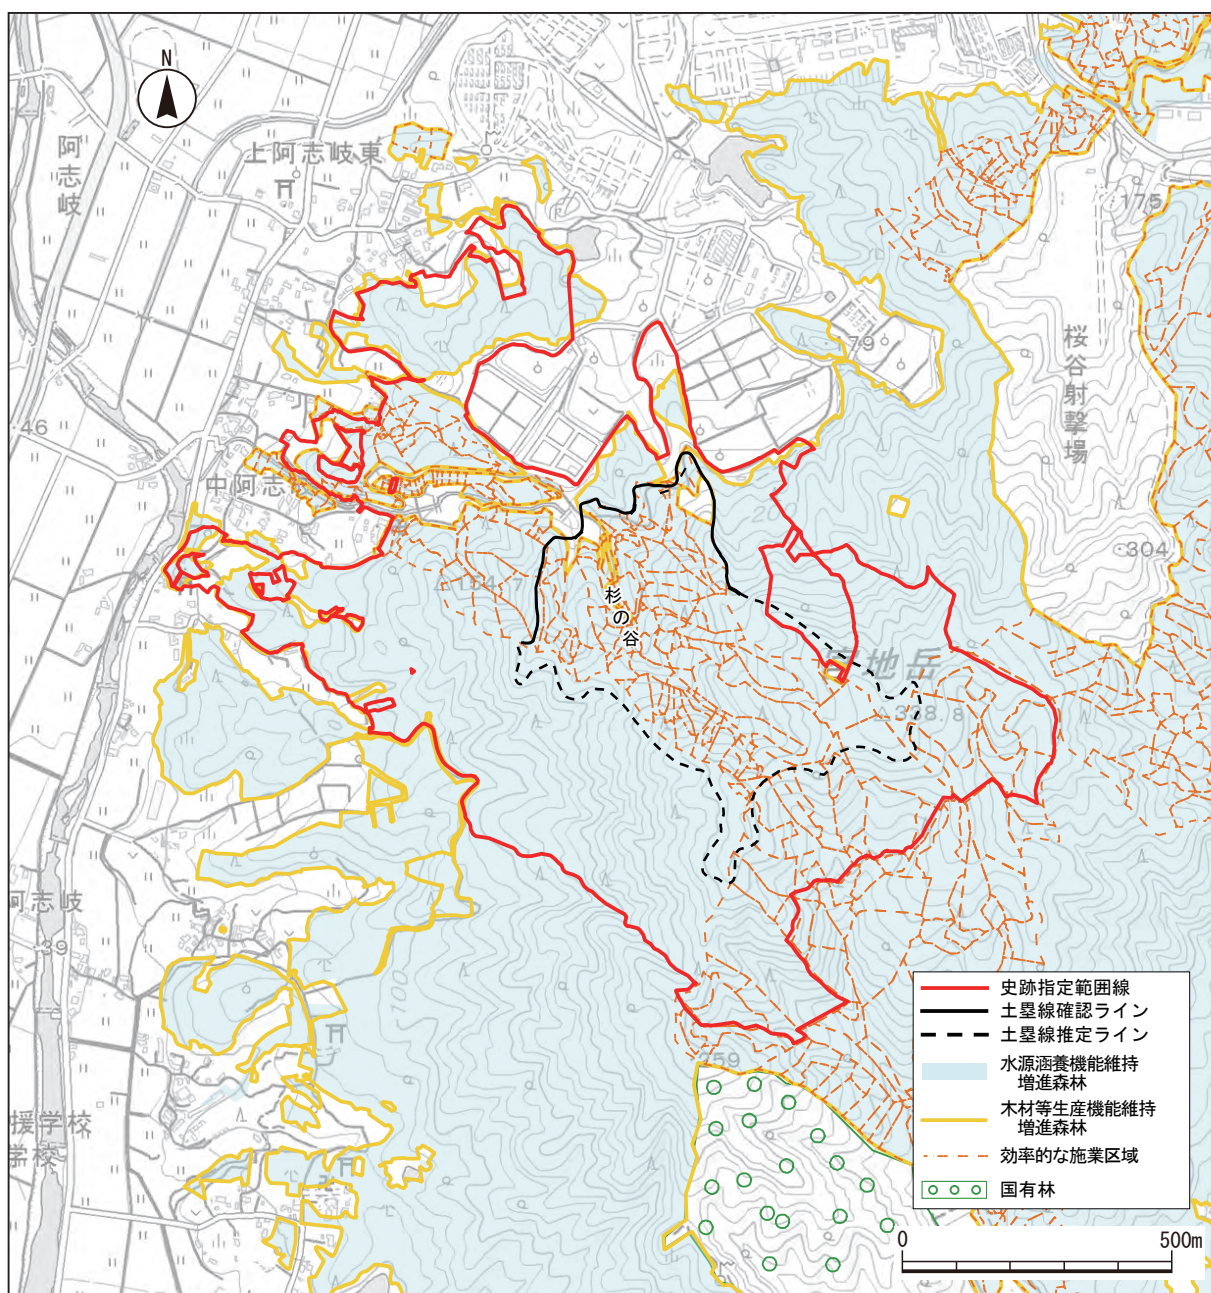 N
阿志岐
上阿志岐東
175
桜谷射撃場
179
46
中阿志
304
164.7
杉の谷
宮地岳
338.8
阿志岐
39
100
259
援学校
学校
史跡指定範囲線
土塁線確認ライン
土塁線推定ライン
水源涵養機能維持
増進森林
木材等生産機能維持
増進森林
効率的な施業区域
国有林
0 500m